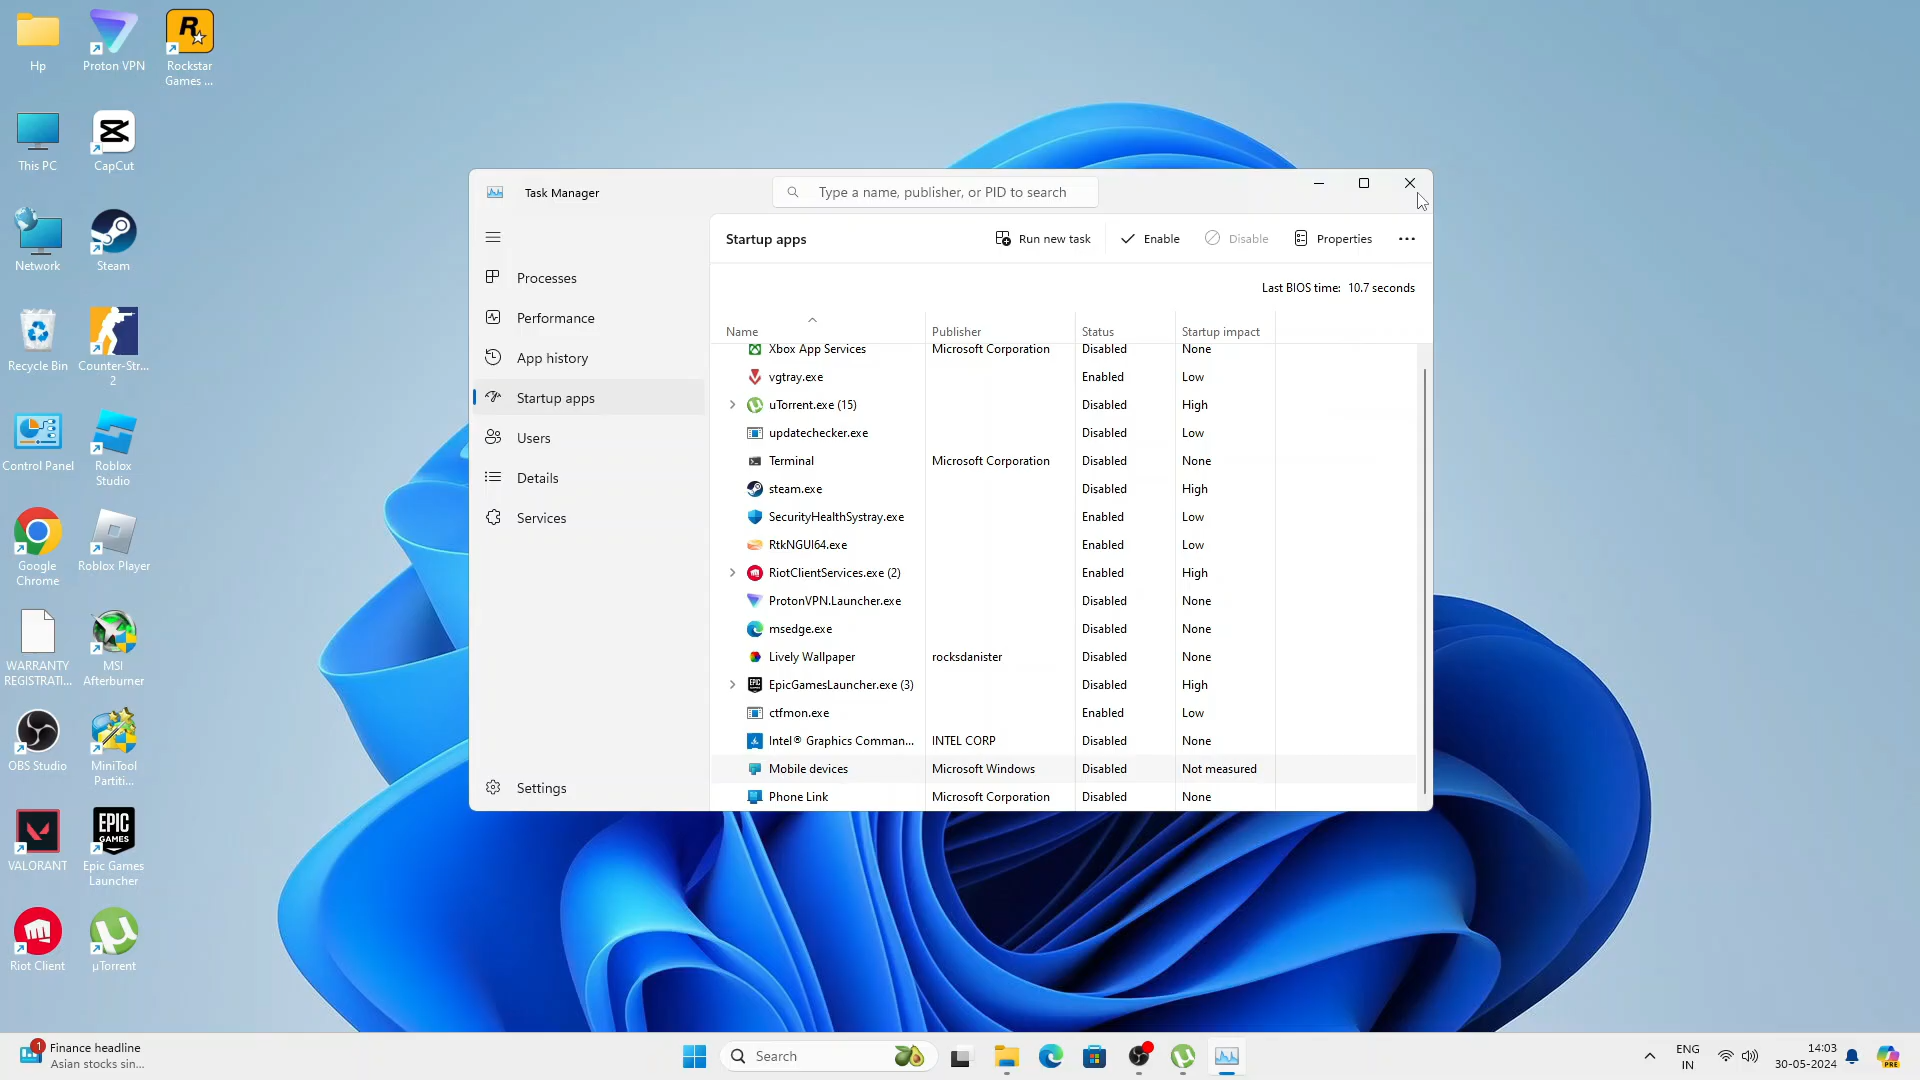 Hp
Proton VPN
Rockstar
Games ...
This PC
CapCut
Network
Steam
Recycle Bin
Counter-Str...
2
Control Panel
Roblox
Studio
Google
Chrome
Roblox Player
WARRANTY
REGISTRATI...
MSI
Afterburner
OBS Studio
MiniTool
Partiti...
VALORANT
EPIC
GAMES
Epic Games
Launcher
Riot Client
µTorrent
Task Manager
Type a name, publisher, or PID to search
Processes
Performance
App history
Startup apps
Users
Details
Services
Settings
Startup apps
Run new task
Enable
Disable
Properties
Last BIOS time: 10.7 seconds
Name Publisher Status Startup impact
Xbox App Services Microsoft Corporation Disabled None
vgtray.exe Enabled Low
uTorrent.exe (15) Disabled High
updatechecker.exe Disabled Low
Terminal Microsoft Corporation Disabled None
steam.exe Disabled High
SecurityHealthSystray.exe Enabled Low
RtkNGUI64.exe Enabled Low
RiotClientServices.exe (2) Enabled High
ProtonVPN.Launcher.exe Disabled None
msedge.exe Disabled None
Lively Wallpaper rocksdanister Disabled None
EpicGamesLauncher.exe (3) Disabled High
ctfmon.exe Enabled Low
Intel® Graphics Comman... INTEL CORP Disabled None
Mobile devices Microsoft Windows Disabled Not measured
Phone Link Microsoft Corporation Disabled None
1
Finance headline
Asian stocks sin...
Search
ENG
IN
14:03
30-05-2024
PRE